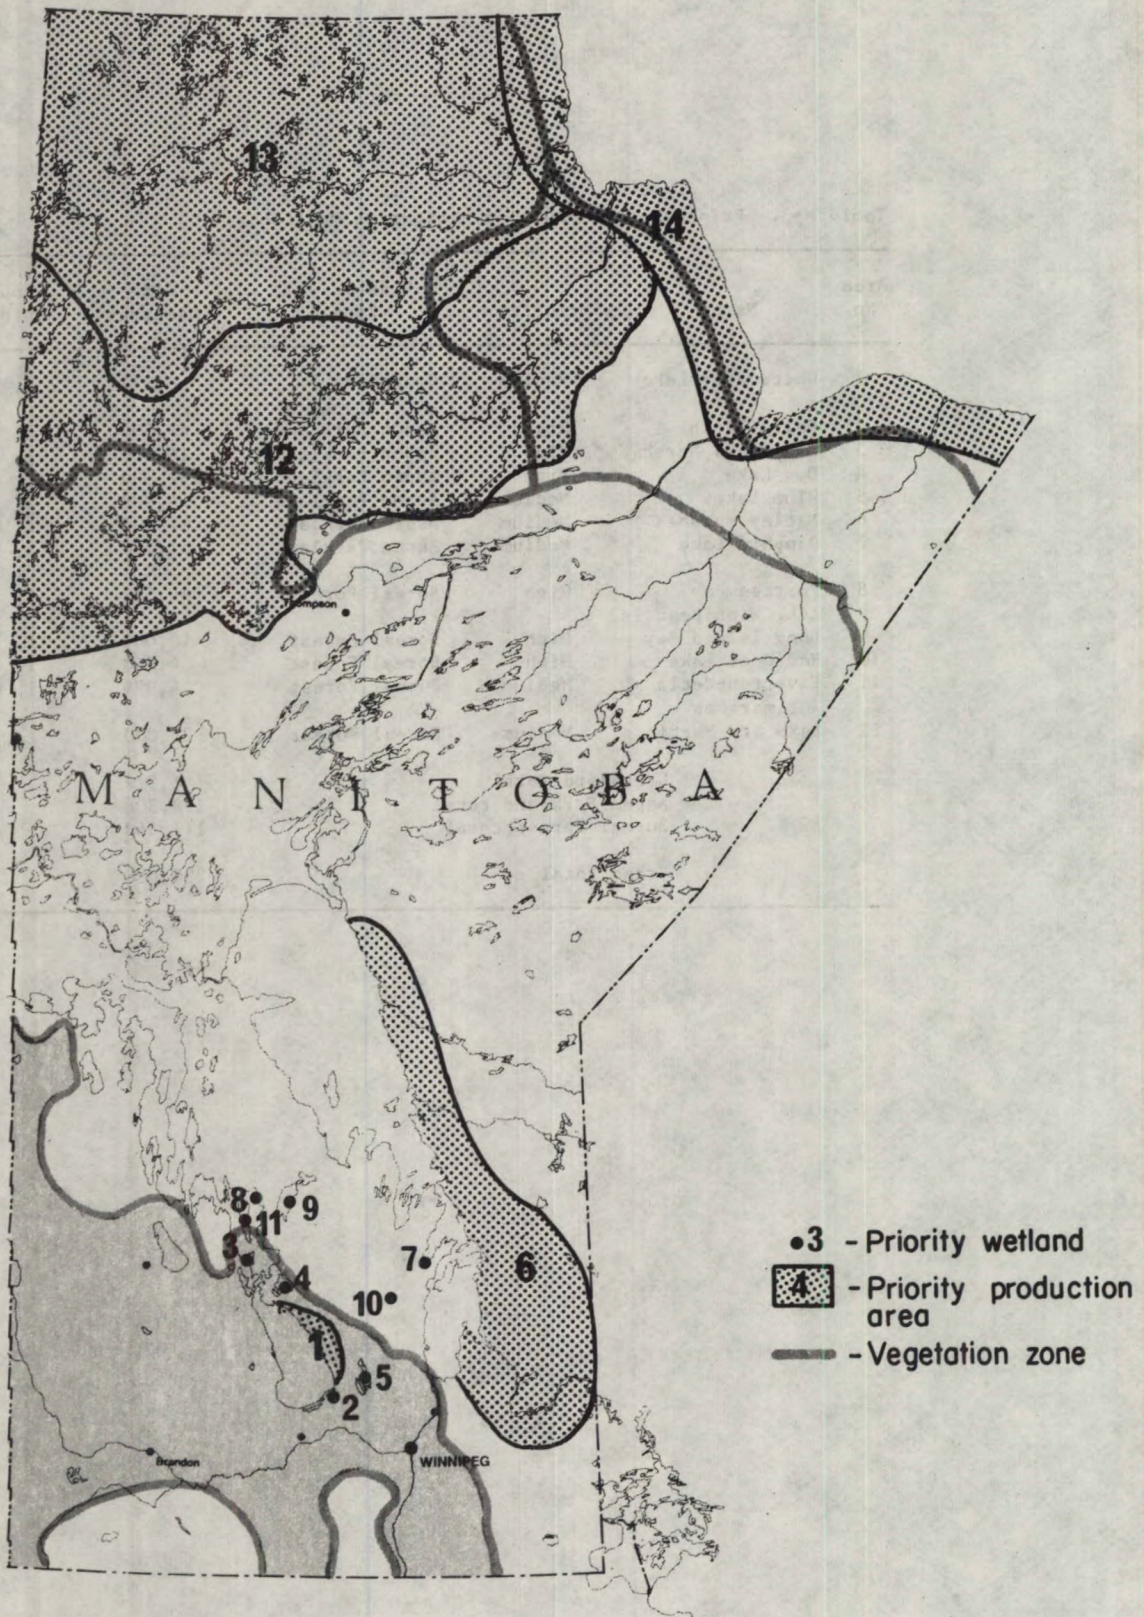 13
14
12
Thompson
MANITOBA
8
9
11
3
4
7
6
10
1
5
2
Brandon
WINNIPEG
3 - Priority wetland
4 - Priority production
area
- Vegetation zone